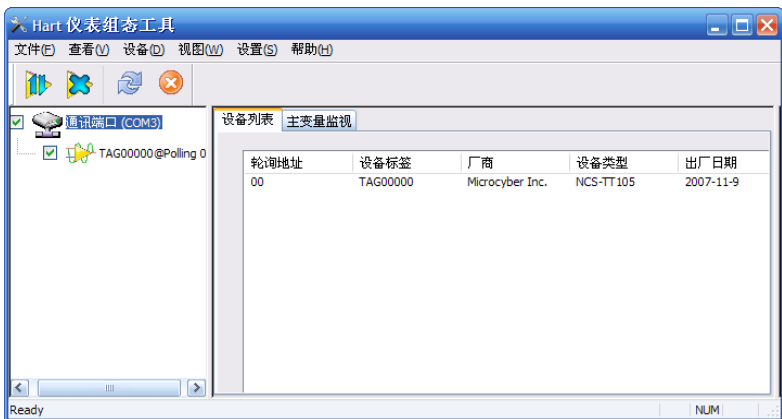 Hart 仪表组态工具
文件(F) 查看(V) 设备(D) 视图(W) 设置(S) 帮助(H)
通讯端口 (COM3)
TAG00000@Polling 0
设备列表 主变量监视
轮询地址 设备标签 厂商 设备类型 出厂日期
00 TAG00000 Microcyber Inc. NCS-TT105 2007-11-9
Ready NUM